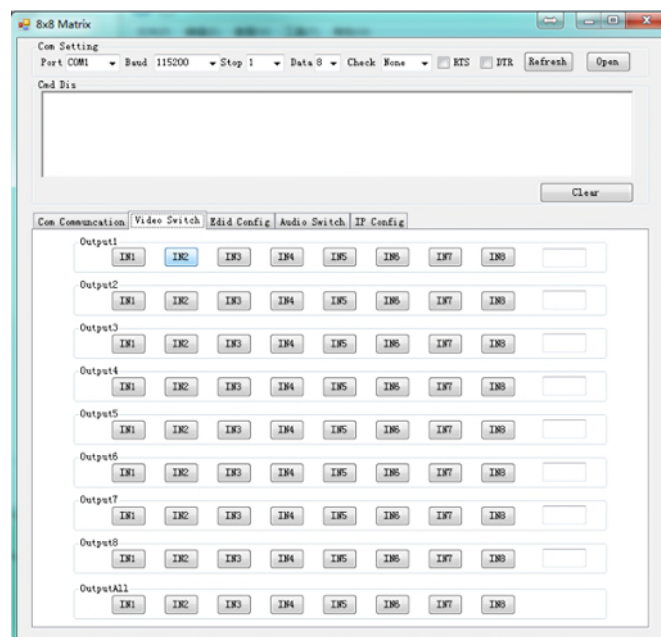 8x8 Matrix
Com Setting
Port COM1 Baud 115200 Stop 1 Data 8 Check None RTS DTR Refresh Open
Cmd Dis
Clear
Com Communcation Video Switch Edid Config Audio Switch IP Config
Output1
IN1 IN2 IN3 IN4 IN5 IN6 IN7 IN8
Output2
IN1 IN2 IN3 IN4 IN5 IN6 IN7 IN8
Output3
IN1 IN2 IN3 IN4 IN5 IN6 IN7 IN8
Output4
IN1 IN2 IN3 IN4 IN5 IN6 IN7 IN8
Output5
IN1 IN2 IN3 IN4 IN5 IN6 IN7 IN8
Output6
IN1 IN2 IN3 IN4 IN5 IN6 IN7 IN8
Output7
IN1 IN2 IN3 IN4 IN5 IN6 IN7 IN8
Output8
IN1 IN2 IN3 IN4 IN5 IN6 IN7 IN8
OutputAll
IN1 IN2 IN3 IN4 IN5 IN6 IN7 IN8